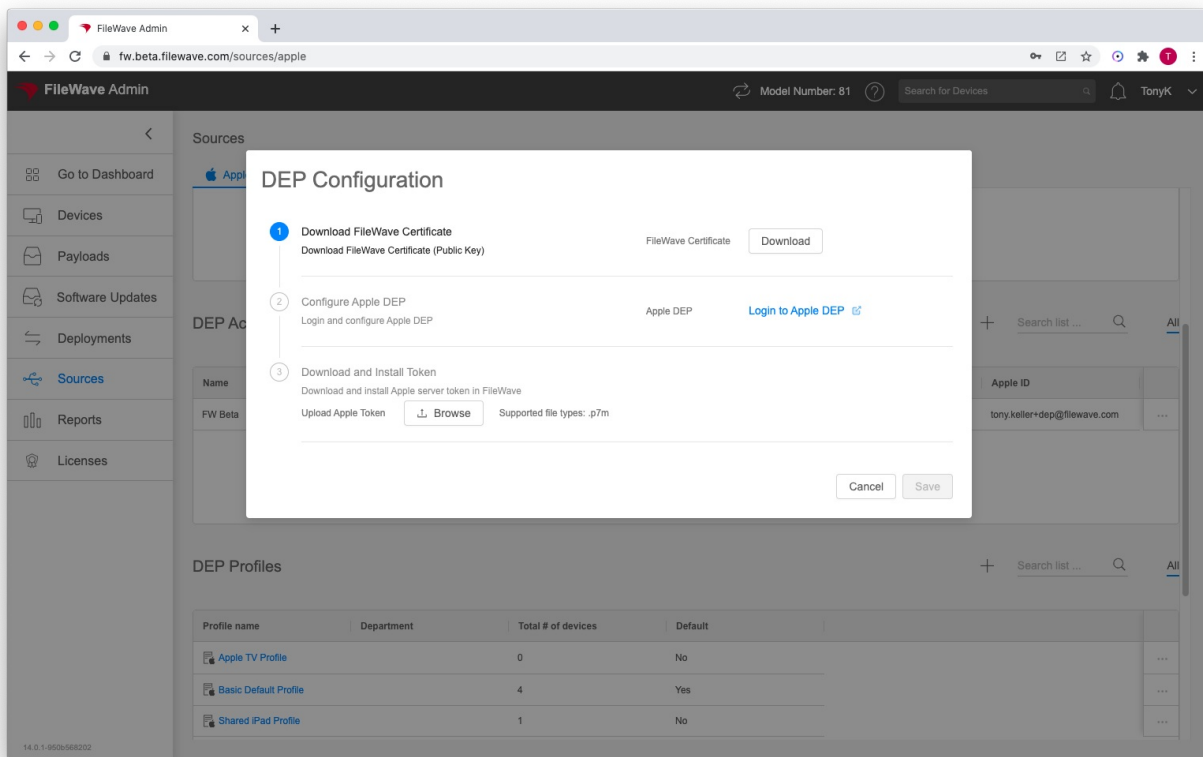 FileWave Admin
fw.beta.filewave.com/sources/apple
T
FileWave Admin
Model Number: 81
Search for Devices
TonyK
Sources
Go to Dashboard
Devices
Payloads
Software Updates
Deployments
Sources
Reports
Licenses
14.0.1-950b568202
DEP Configuration
1 Download FileWave Certificate
Download FileWave Certificate (Public Key)
FileWave Certificate Download
2 Configure Apple DEP
Login and configure Apple DEP
Apple DEP Login to Apple DEP
3 Download and Install Token
Download and install Apple server token in FileWave
Upload Apple Token Browse Supported file types: .p7m
Cancel Save
DEP Ac
Search list ... All
Name Apple ID
FW Beta tony.keller+dep@filewave.com
DEP Profiles
Search list ... All
Profile name Department Total # of devices Default
Apple TV Profile 0 No
Basic Default Profile 4 Yes
Shared iPad Profile 1 No